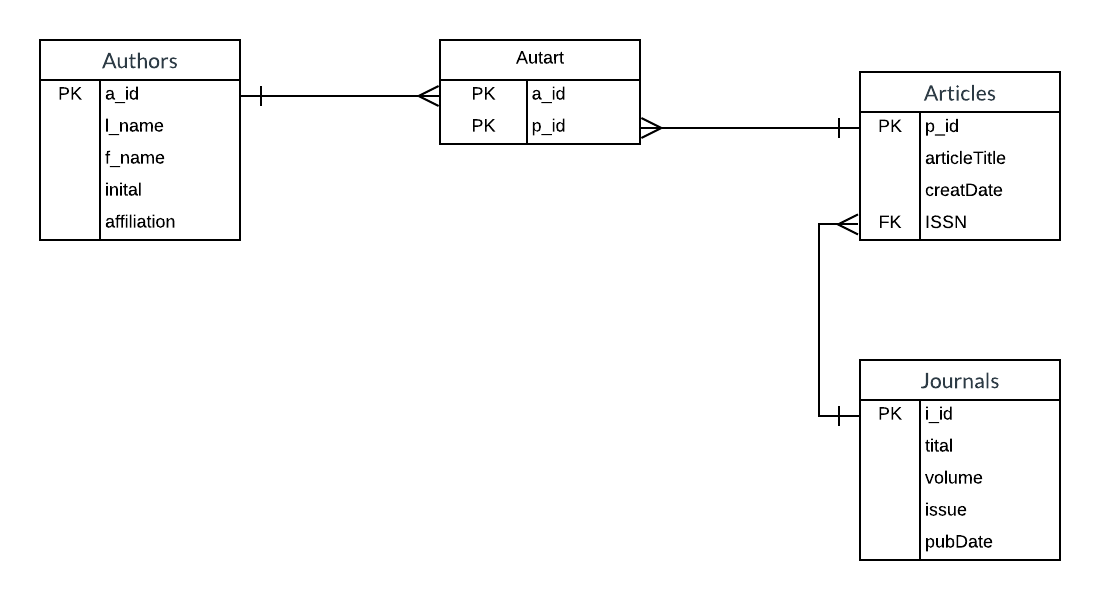 Authors
PK a_id
l_name
f_name
inital
affiliation
Autart
PK a_id
PK p_id
Articles
PK p_id
articleTitle
creatDate
FK ISSN
Journals
PK i_id
tital
volume
issue
pubDate